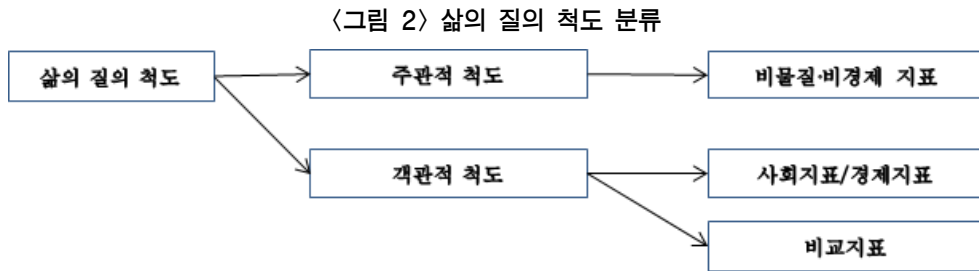 〈그림 2〉 삶의 질의 척도 분류
삶의 질의 척도
주관적 척도
비물질·비경제 지표
객관적 척도
사회지표/경제지표
비교지표